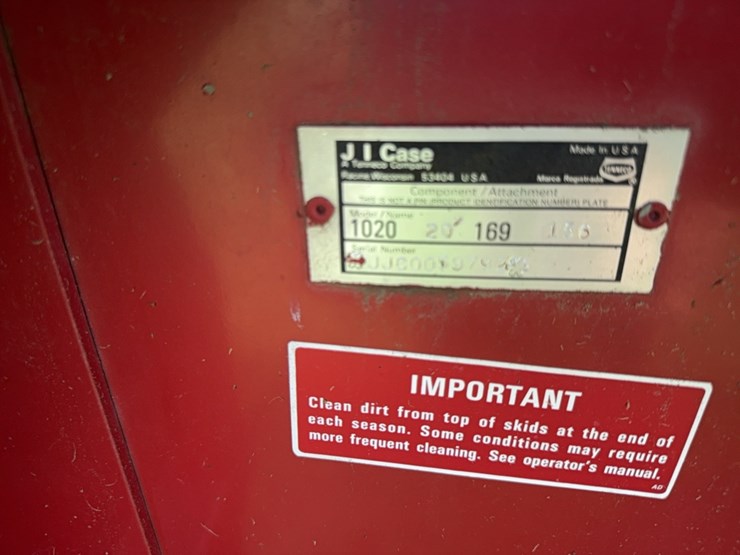 J I Case
A Tenneco Company
Racine, Wisconsin 53404 U S A
Made In U S A
TENNECO
Marca Registrada
Component / Attachment
THIS IS NOT A PIN (PRODUCT IDENTIFICATION NUMBER) PLATE
Model / Name
1020 20' 169
Serial Number
IMPORTANT
Clean dirt from top of skids at the end of
each season. Some conditions may require
more frequent cleaning. See operator's manual.
AD